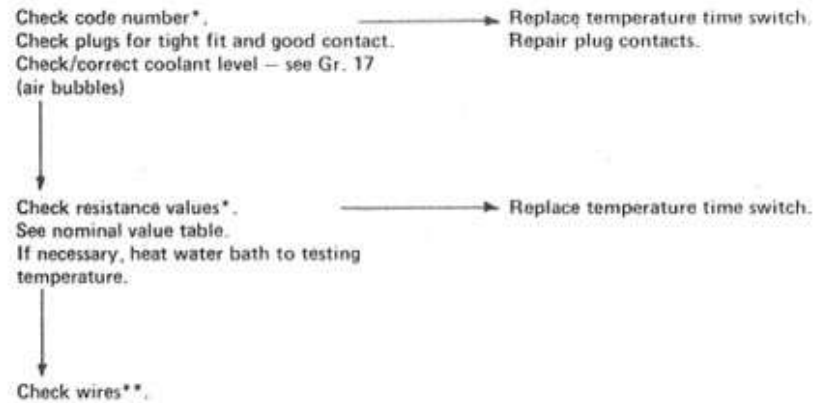 Check code number*.
Check plugs for tight fit and good contact.
Check/correct coolant level – see Gr. 17
(air bubbles)
Replace temperature time switch.
Repair plug contacts.
Check resistance values*.
See nominal value table.
If necessary, heat water bath to testing
temperature.
Replace temperature time switch.
Check wires**.